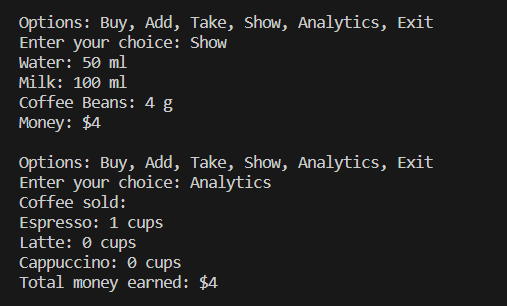 Options: Buy, Add, Take, Show, Analytics, Exit
Enter your choice: Show
Water: 50 ml
Milk: 100 ml
Coffee Beans: 4 g
Money: $4
Options: Buy, Add, Take, Show, Analytics, Exit
Enter your choice: Analytics
Coffee sold:
Espresso: 1 cups
Latte: 0 cups
Cappuccino: 0 cups
Total money earned: $4